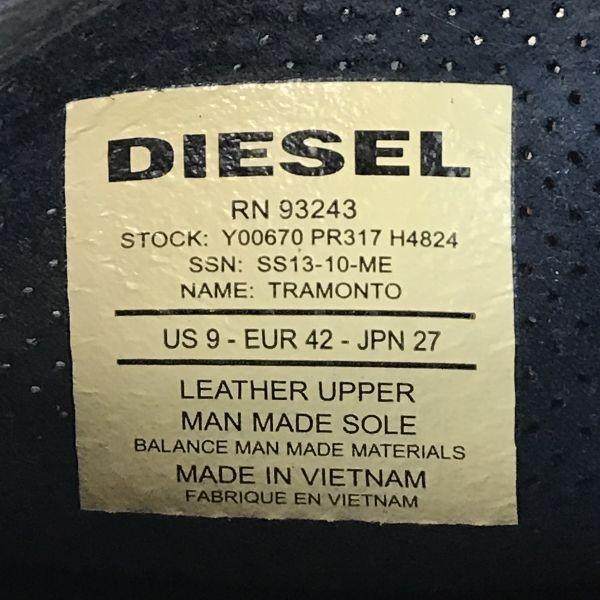 DIESEL
RN 93243
STOCK: Y00670 PR317 H4824
SSN: SS13-10-ME
NAME: TRAMONTO
US 9 - EUR 42 - JPN 27
LEATHER UPPER
MAN MADE SOLE
BALANCE MAN MADE MATERIALS
MADE IN VIETNAM
FABRIQUE EN VIETNAM